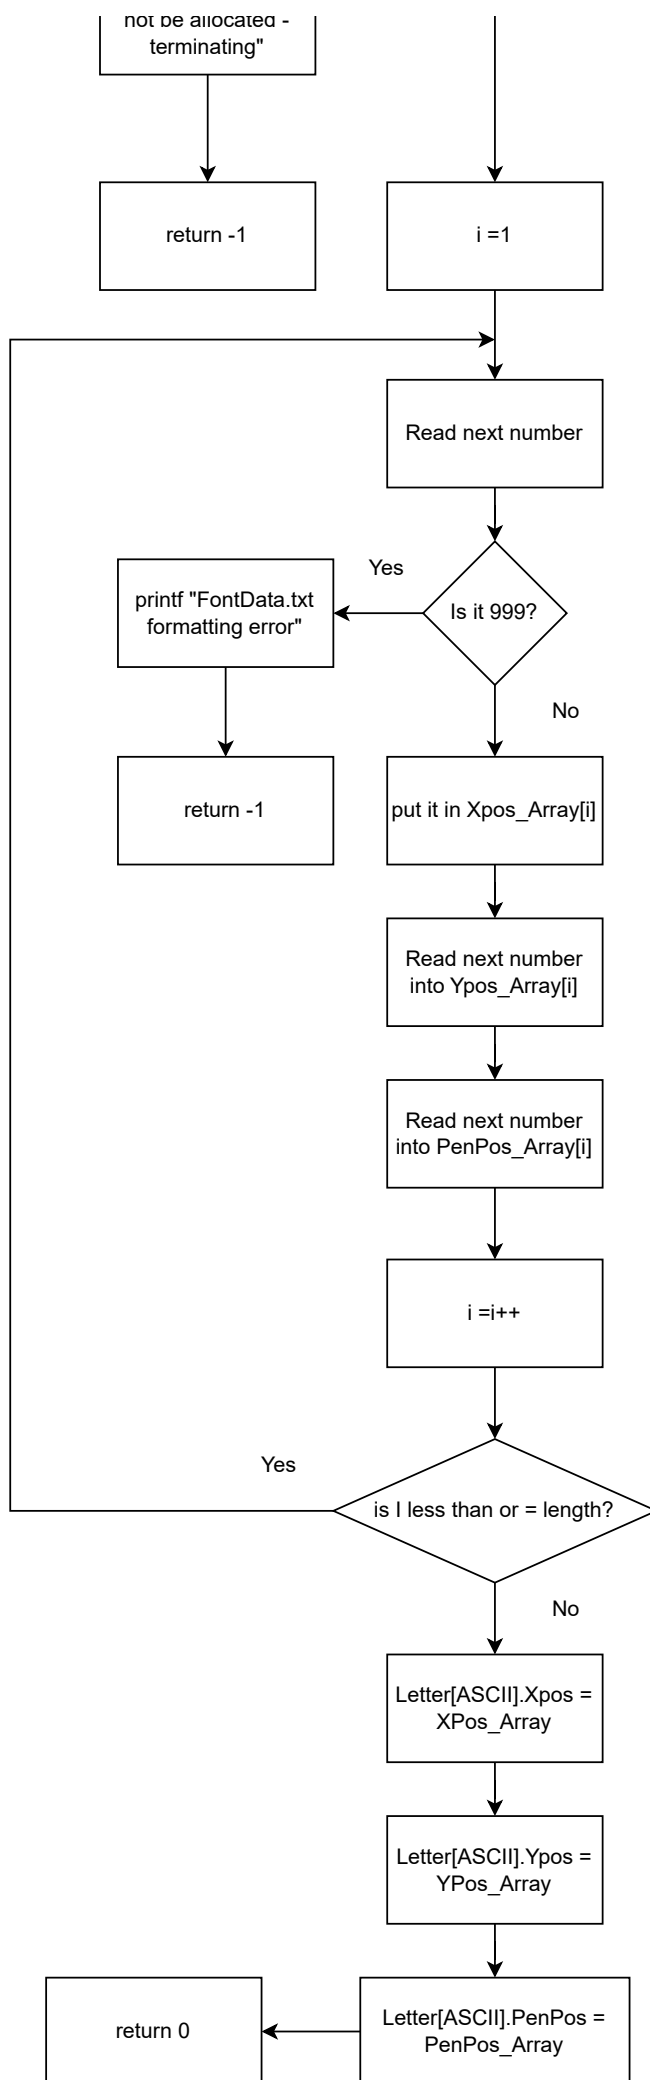 not be allocated -
terminating"
return -1
i =1
Read next number
Is it 999?
Yes
printf "FontData.txt
formatting error"
No
return -1
put it in Xpos_Array[i]
Read next number
into Ypos_Array[i]
Read next number
into PenPos_Array[i]
i =i++
Yes
is I less than or = length?
No
Letter[ASCII].Xpos =
XPos_Array
Letter[ASCII].Ypos =
YPos_Array
Letter[ASCII].PenPos =
PenPos_Array
return 0